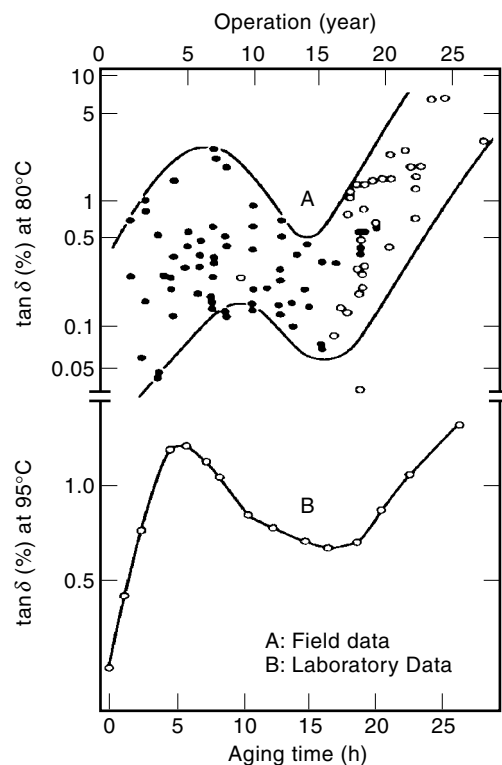 Operation (year)
0 5 10 15 20 25
10
5
1
0.5
0.1
0.05
tan δ (%) at 80°C
A
1.0
0.5
tan δ (%) at 95°C
B
A: Field data
B: Laboratory Data
0 5 10 15 20 25
Aging time (h)